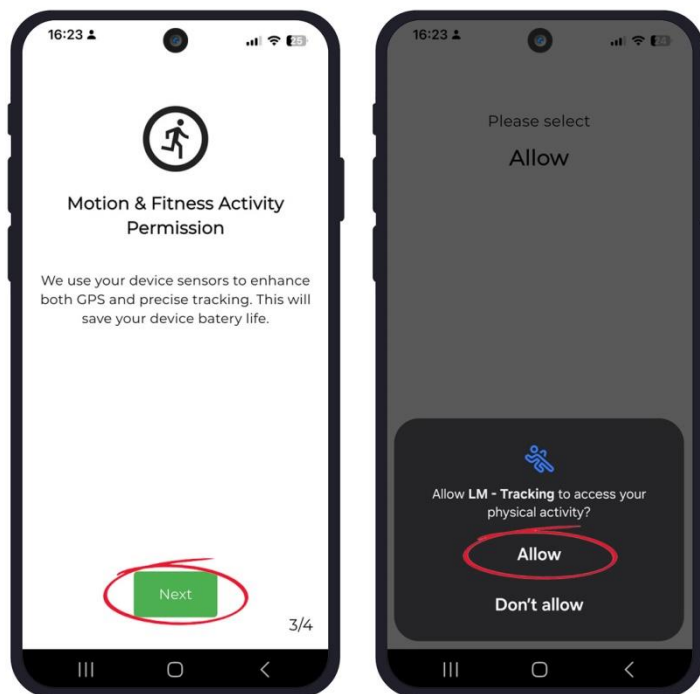 16:23
25
Motion & Fitness Activity
Permission
We use your device sensors to enhance
both GPS and precise tracking. This will
save your device batery life.
Next
3/4
16:23
24
Please select
Allow
Allow LM - Tracking to access your
physical activity?
Allow
Don't allow